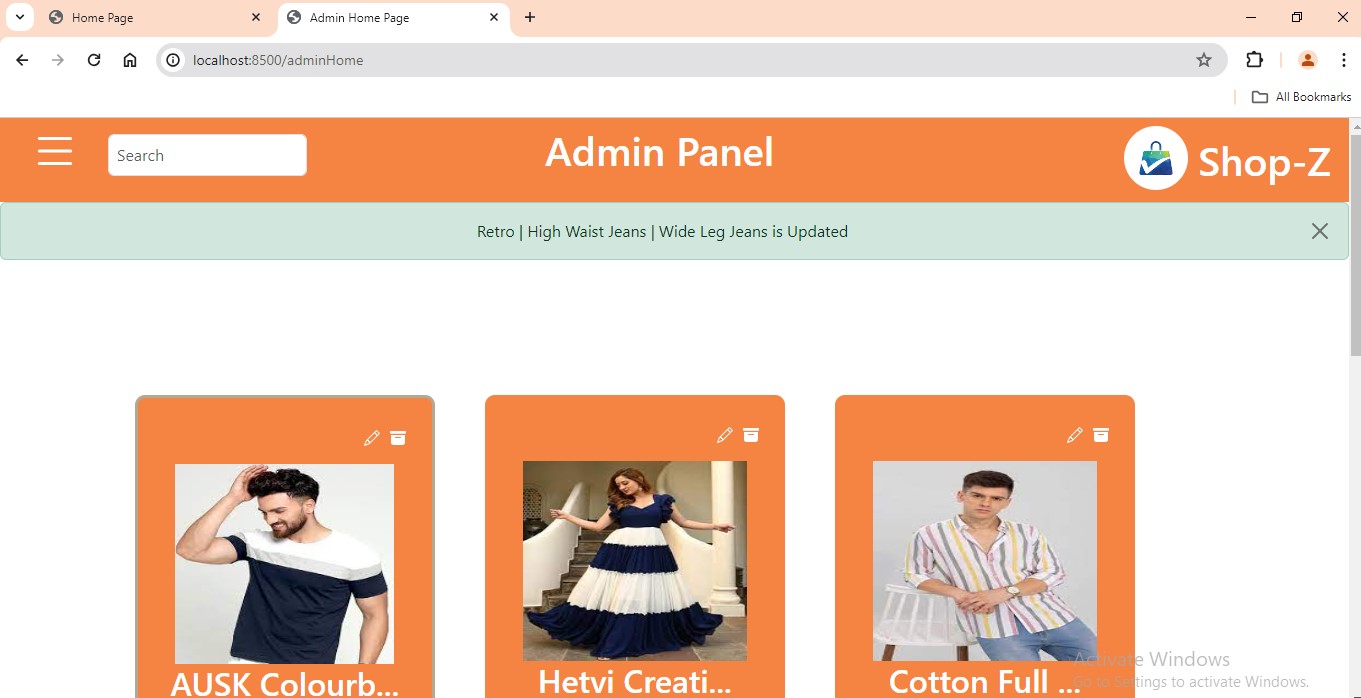 Home Page
Admin Home Page
localhost:8500/adminHome
All Bookmarks
Search
Admin Panel
Shop-Z
Retro | High Waist Jeans | Wide Leg Jeans is Updated
AUSK Colourb...
Hetvi Creati...
Cotton Full ...
Activate Windows
Go to Settings to activate Windows.